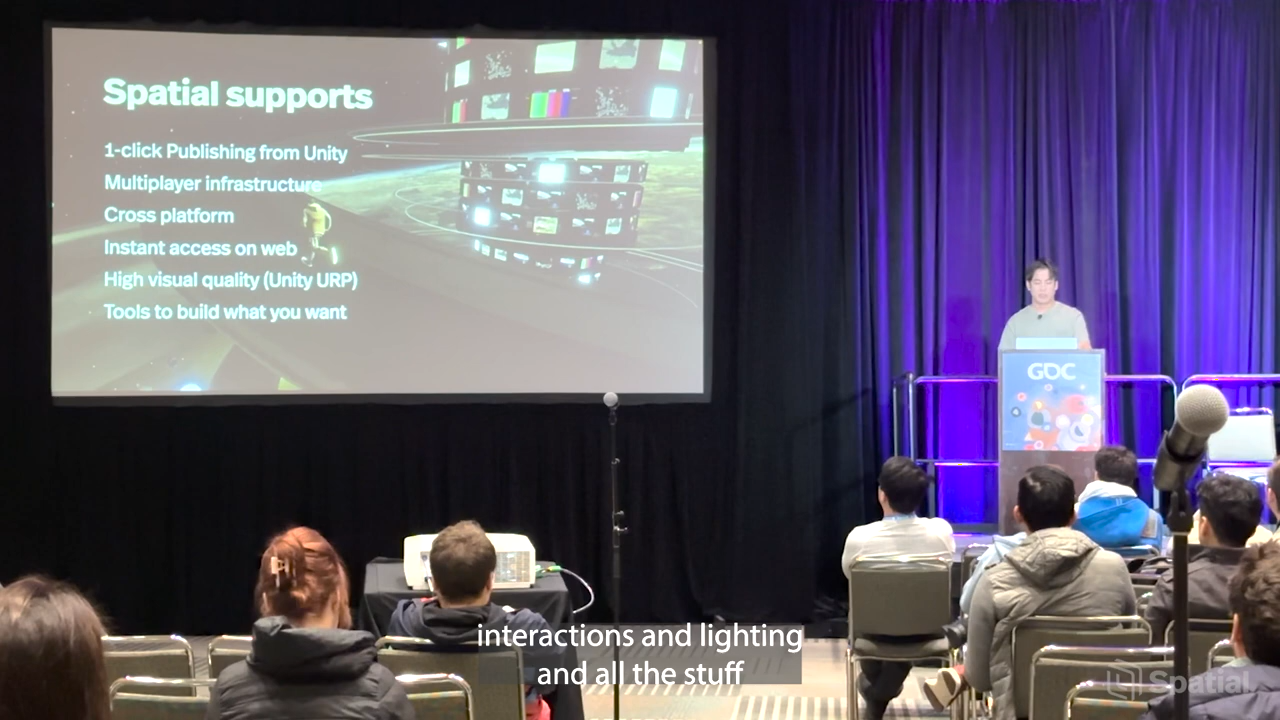 Spatial supports
1-click Publishing from Unity
Multiplayer infrastructure
Cross platform
Instant access on web
High visual quality (Unity URP)
Tools to build what you want
GDC
interactions and lighting
and all the stuff
Spatial